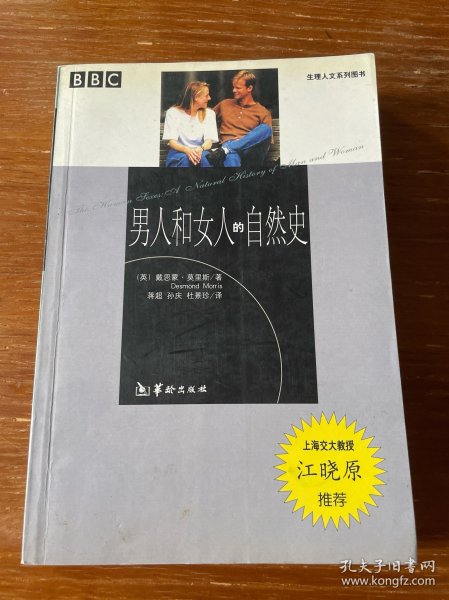 BBC
生理人文系列图书
The Human Sexes: A Natural History of Man and Woman
男人和女人的自然史
(英) 戴思蒙·莫里斯/著
Desmond Morris
蒋超 孙庆 杜景珍/译
华龄出版社
上海交大教授
江晓原
推荐
孔夫子旧书网
www.kongfz.com